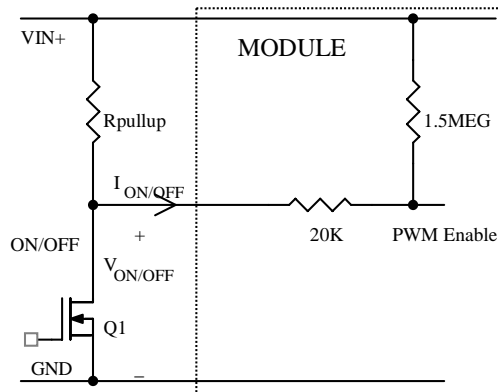 VIN+
MODULE
Rpullup
1.5MEG
I ON/OFF
ON/OFF
+
20K
PWM Enable
V ON/OFF
Q1
GND
_